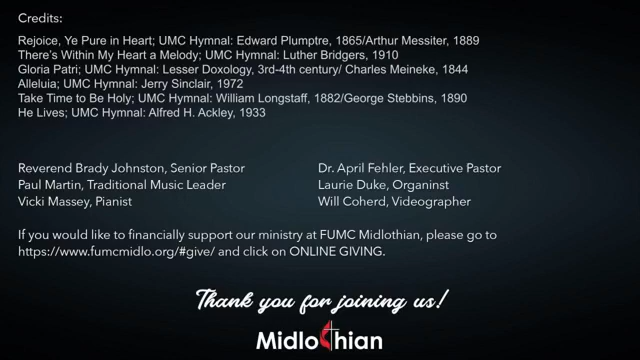 Credits:
Rejoice, Ye Pure in Heart; UMC Hymnal: Edward Plumptre, 1865/Arthur Messiter, 1889
There's Within My Heart a Melody; UMC Hymnal: Luther Bridgers, 1910
Gloria Patri; UMC Hymnal: Lesser Doxology, 3rd-4th century/ Charles Meineke, 1844
Alleluia; UMC Hymnal: Jerry Sinclair, 1972
Take Time to Be Holy; UMC Hymnal: William Longstaff, 1882/George Stebbins, 1890
He Lives; UMC Hymnal: Alfred H. Ackley, 1933
Reverend Brady Johnston, Senior Pastor
Paul Martin, Traditional Music Leader
Vicki Massey, Pianist
Dr. April Fehler, Executive Pastor
Laurie Duke, Organinst
Will Coherd, Videographer
If you would like to financially support our ministry at FUMC Midlothian, please go to
https://www.fumcmidlo.org/#give/ and click on ONLINE GIVING.
Thank you for joining us!
Midlothian